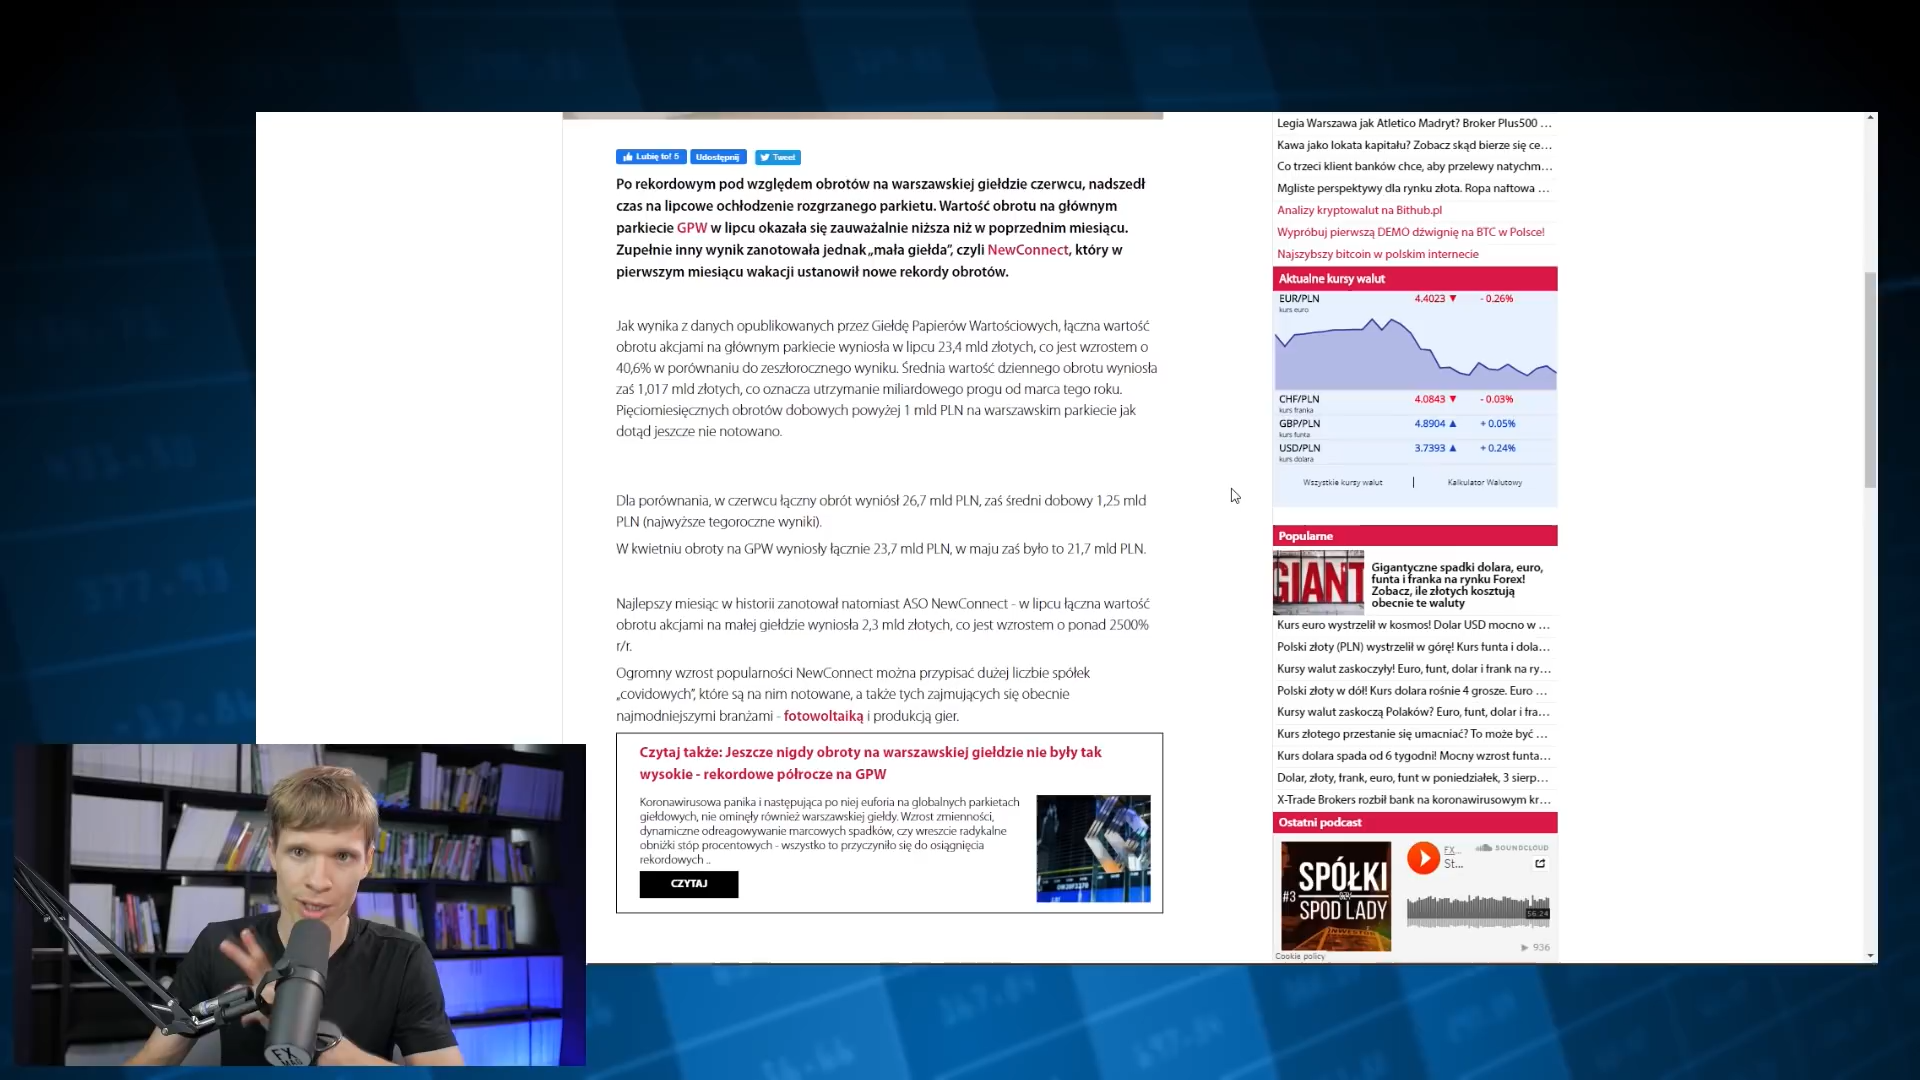 Lubię to! 5 Udostępnij Tweet
Po rekordowym pod względem obrotów na warszawskiej giełdzie czerwcu, nadszedł
czas na lipcowe ochłodzenie rozgrzanego parkietu. Wartość obrotu na głównym
parkiecie GPW w lipcu okazała się zauważalnie niższa niż w poprzednim miesiącu.
Zupełnie inny wynik zanotowała jednak „mała giełda”, czyli NewConnect, który w
pierwszym miesiącu wakacji ustanowił nowe rekordy obrotów.
Jak wynika z danych opublikowanych przez Giełdę Papierów Wartościowych, łączna wartość
obrotu akcjami na głównym parkiecie wyniosła w lipcu 23,4 mld złotych, co jest wzrostem o
40,6% w porównaniu do zeszłorocznego wyniku. Średnia wartość dziennego obrotu wyniosła
zaś 1,017 mld złotych, co oznacza utrzymanie miliardowego progu od marca tego roku.
Pięciomiesięcznych obrotów dobowych powyżej 1 mld PLN na warszawskim parkiecie jak
dotąd jeszcze nie notowano.
Dla porównania, w czerwcu łączny obrót wyniósł 26,7 mld PLN, zaś średni dobowy 1,25 mld
PLN (najwyższe tegoroczne wyniki).
W kwietniu obroty na GPW wyniosły łącznie 23,7 mld PLN, w maju zaś było to 21,7 mld PLN.
Najlepszy miesiąc w historii zanotował natomiast ASO NewConnect - w lipcu łączna wartość
obrotu akcjami na małej giełdzie wyniosła 2,3 mld złotych, co jest wzrostem o ponad 2500%
r/r.
Ogromny wzrost popularności NewConnect można przypisać dużej liczbie spółek
„covidowych”, które są na nim notowane, a także tych zajmujących się obecnie
najmodniejszymi branżami - fotowoltaiką i produkcją gier.
Czytaj także: Jeszcze nigdy obroty na warszawskiej giełdzie nie były tak
wysokie - rekordowe półrocze na GPW
Koronawirusowa panika i następująca po niej euforia na globalnych parkietach
giełdowych, nie ominęły również warszawskiej giełdy. Wzrost zmienności,
dynamiczne odreagowywanie marcowych spadków, czy wreszcie radykalne
obniżki stóp procentowych - wszystko to przyczyniło się do osiągnięcia
rekordowych ..
CZYTAJ
Legia Warszawa jak Atletico Madryt? Broker Plus500 ...
Kawa jako lokata kapitału? Zobacz skąd bierze się ce...
Co trzeci klient banków chce, aby przelewy natychm...
Mgliste perspektywy dla rynku złota. Ropa naftowa ...
Analizy kryptowalut na Bithub.pl
Wypróbuj pierwszą DEMO dźwignię na BTC w Polsce!
Najszybszy bitcoin w polskim internecie
Aktualne kursy walut
EUR/PLN 4.4023 ▼ - 0.26%
kurs euro
CHF/PLN 4.0843 ▼ - 0.03%
kurs franka
GBP/PLN 4.8904 ▲ + 0.05%
kurs funta
USD/PLN 3.7393 ▲ + 0.24%
kurs dolara
Wszystkie kursy walut | Kalkulator Walutowy
Popularne
GIANT
Gigantyczne spadki dolara, euro,
funta i franka na rynku Forex!
Zobacz, ile złotych kosztują
obecnie te waluty
Kurs euro wystrzelił w kosmos! Dolar USD mocno w ...
Polski złoty (PLN) wystrzelił w górę! Kurs funta i dola...
Kursy walut zaskoczyły! Euro, funt, dolar i frank na ry...
Polski złoty w dół! Kurs dolara rośnie 4 grosze. Euro ...
Kursy walut zaskoczą Polaków? Euro, funt, dolar i fra...
Kurs złotego przestanie się umacniać? To może być ...
Kurs dolara spada od 6 tygodni! Mocny wzrost funta...
Dolar, złoty, frank, euro, funt w poniedziałek, 3 sierp...
X-Trade Brokers rozbił bank na koronawirusowym kr...
Ostatni podcast
#3 SPÓŁKI
SPOD LADY
FX...
St...
SOUNDCLOUD
56:24
936
Cookie policy
FX
MAG